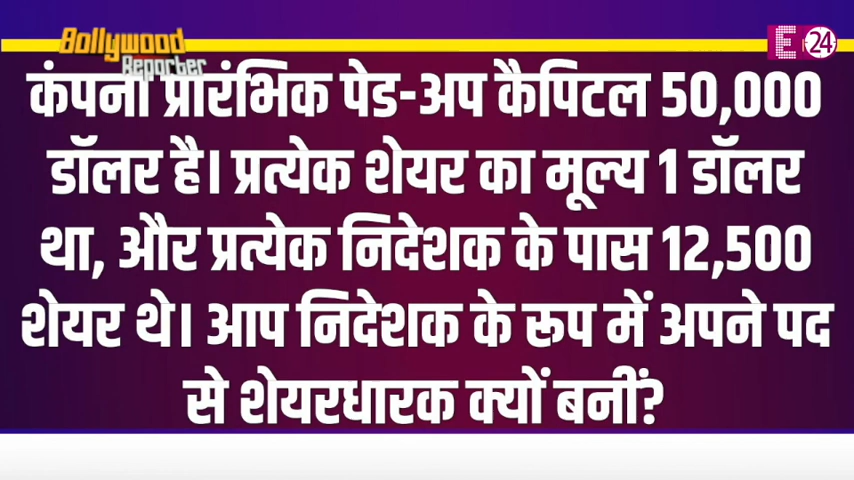 Bollywood
Reporter
E 24
कंपनी प्रारंभिक पेड-अप कैपिटल 50,000
डॉलर है। प्रत्येक शेयर का मूल्य 1 डॉलर
था, और प्रत्येक निदेशक के पास 12,500
शेयर थे। आप निदेशक के रूप में अपने पद
से शेयरधारक क्यों बनीं?